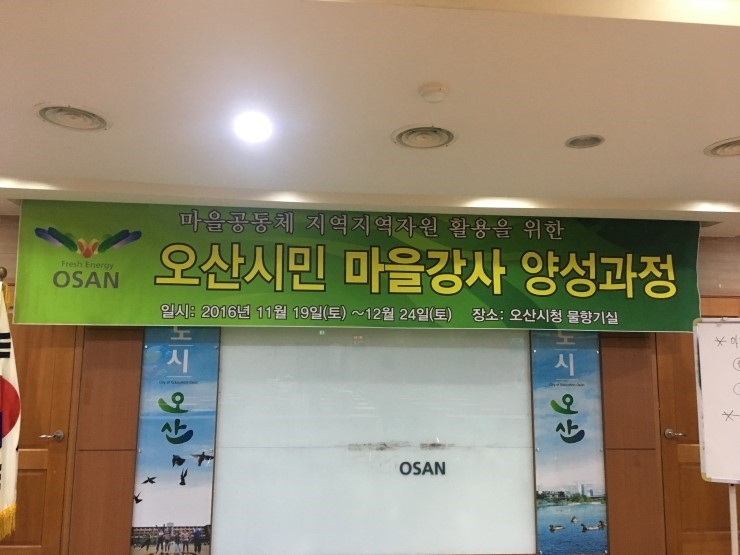 마을공동체 지역지역자원 활용을 위한
Fresh Energy
OSAN
오산시민 마을강사 양성과정
일시: 2016년 11월 19일(토) ~12월 24일(토) 장소: 오산시청 물향기실
도시
오산
OSAN
도시
오산